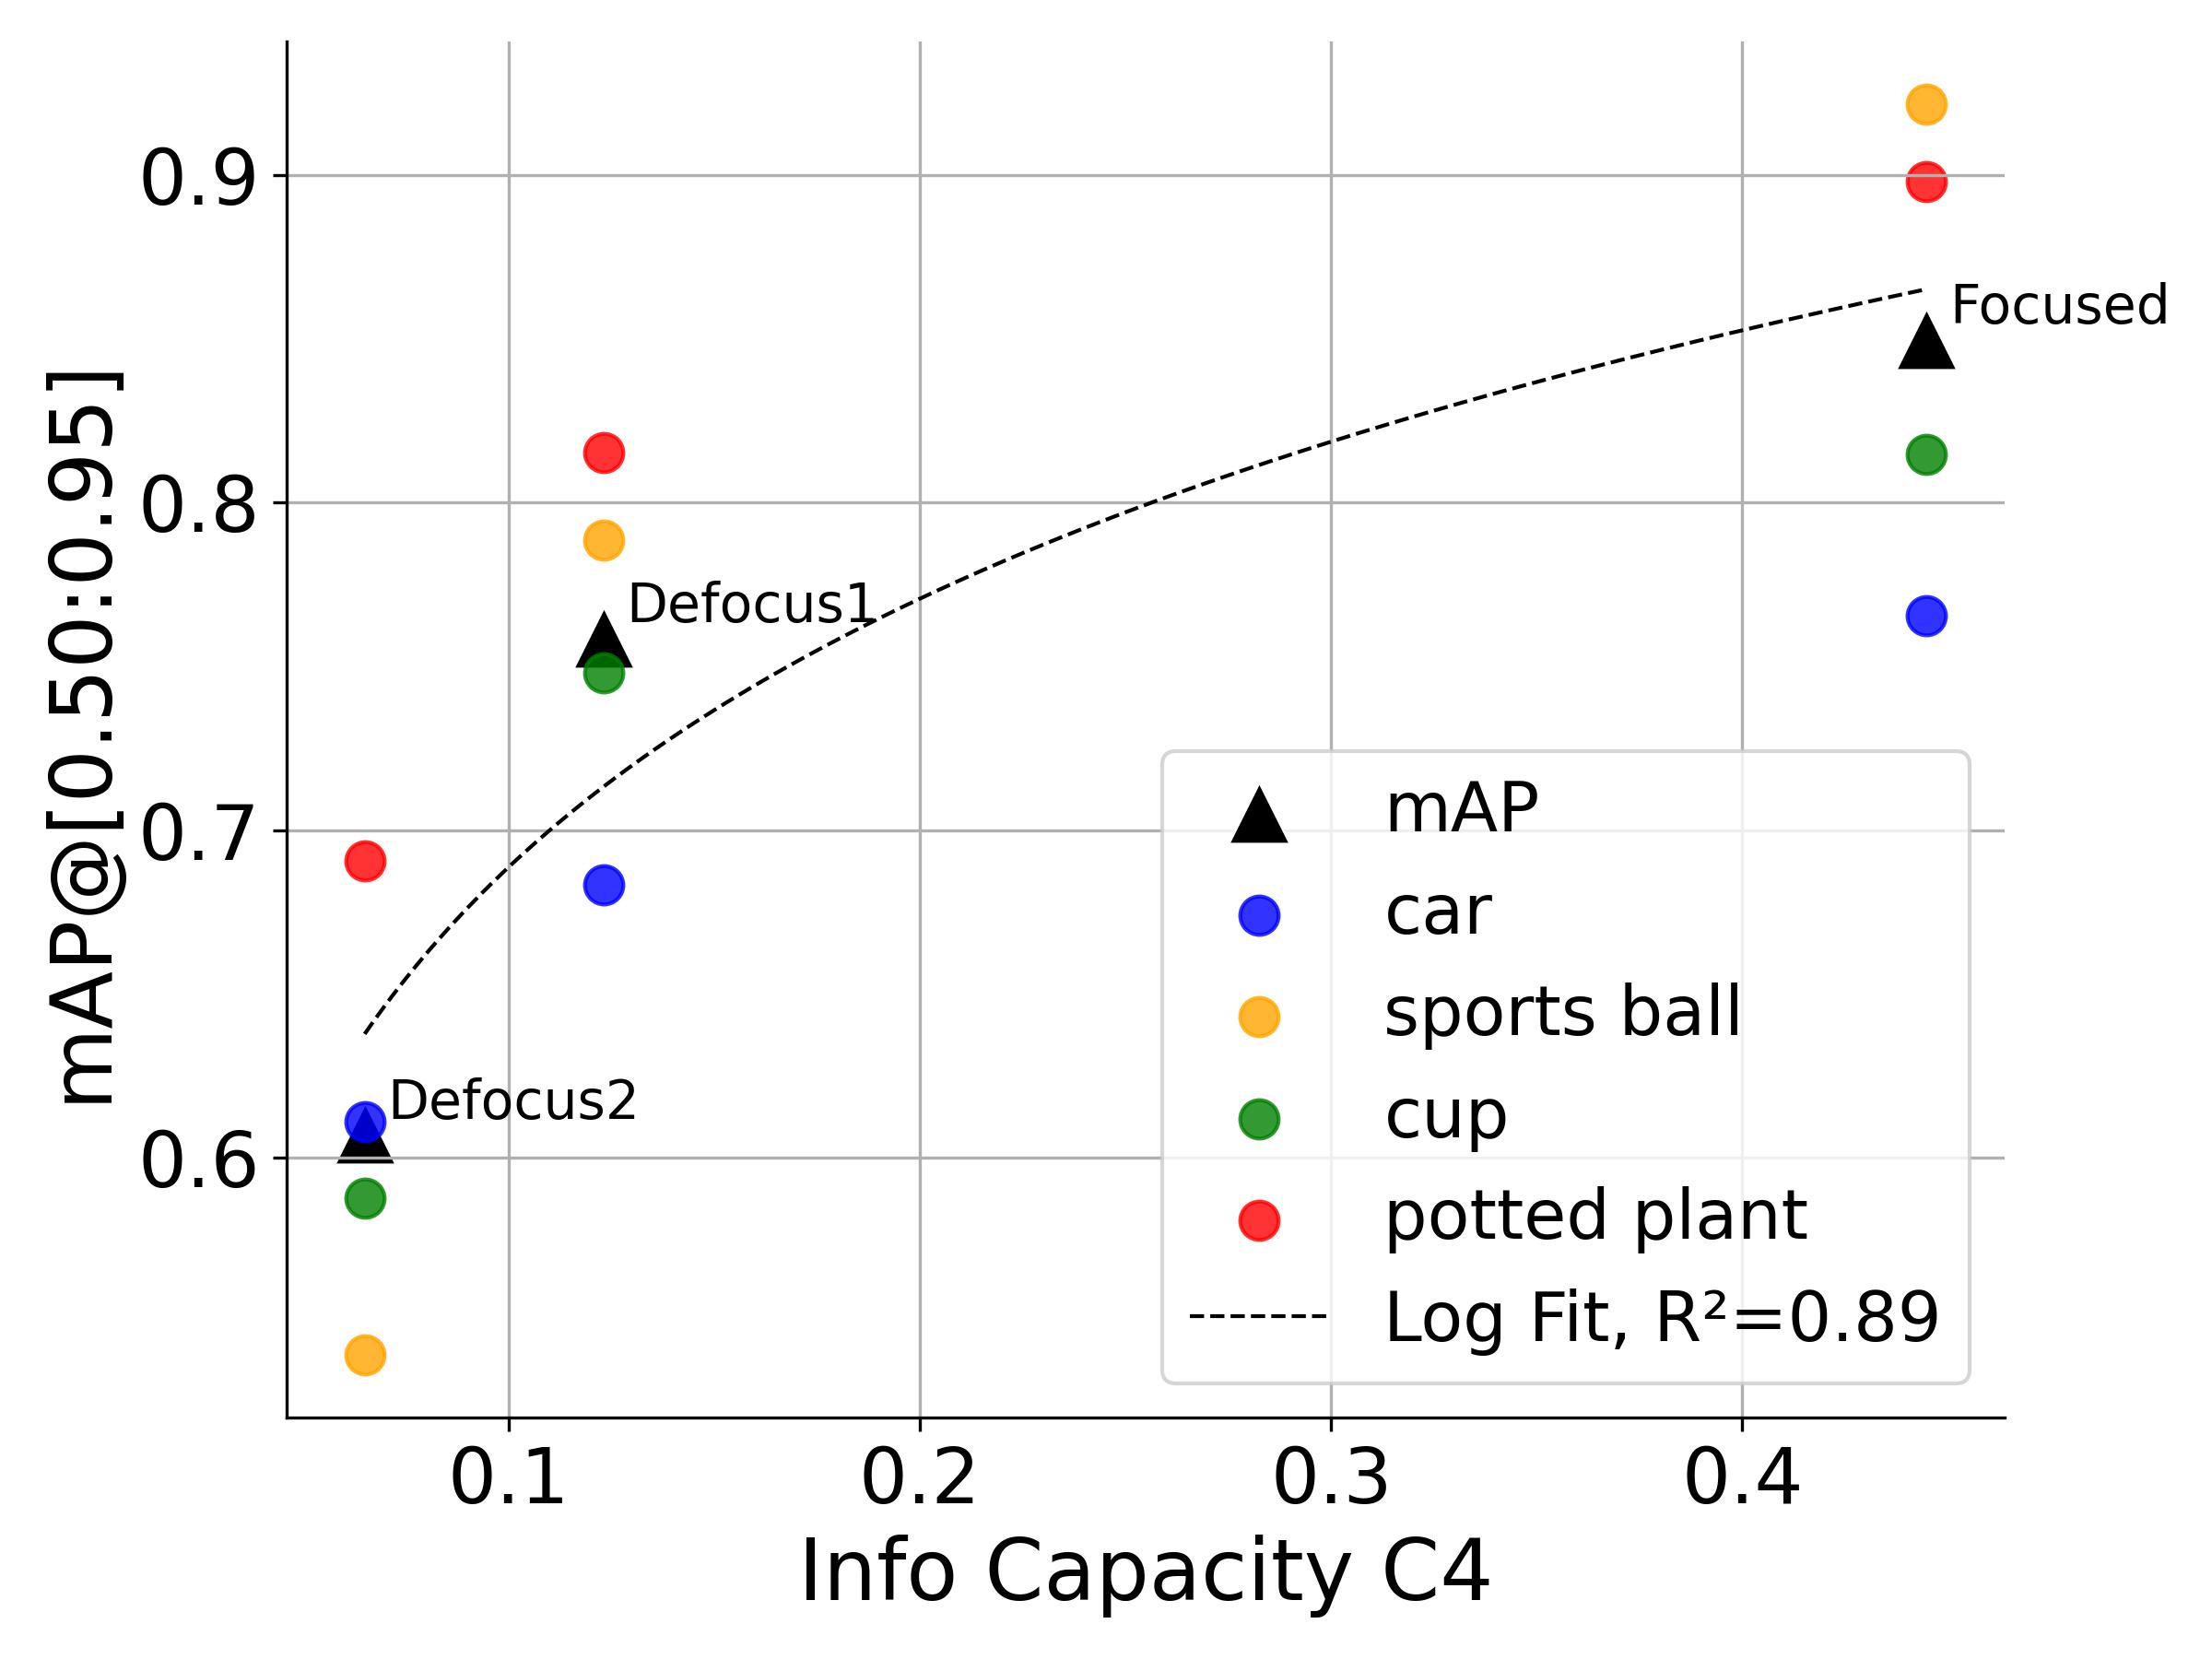 mAP@[0.50:0.95]
0.9
0.8
0.7
0.6
Focused
Defocus1
Defocus2
mAP
car
sports ball
cup
potted plant
Log Fit, R²=0.89
0.1
0.2
0.3
0.4
Info Capacity C4